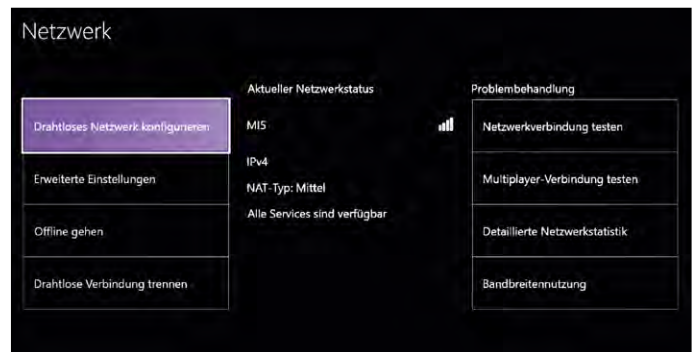 Netzwerk
Drahtloses Netzwerk konfigurieren
Erweiterte Einstellungen
Offline gehen
Drahtlose Verbindung trennen
Aktueller Netzwerkstatus
MIS
IPv4
NAT-Typ: Mittel
Alle Services sind verfügbar
Problembehandlung
Netzwerkverbindung testen
Multiplayer-Verbindung testen
Detaillierte Netzwerkstatistik
Bandbreitennutzung